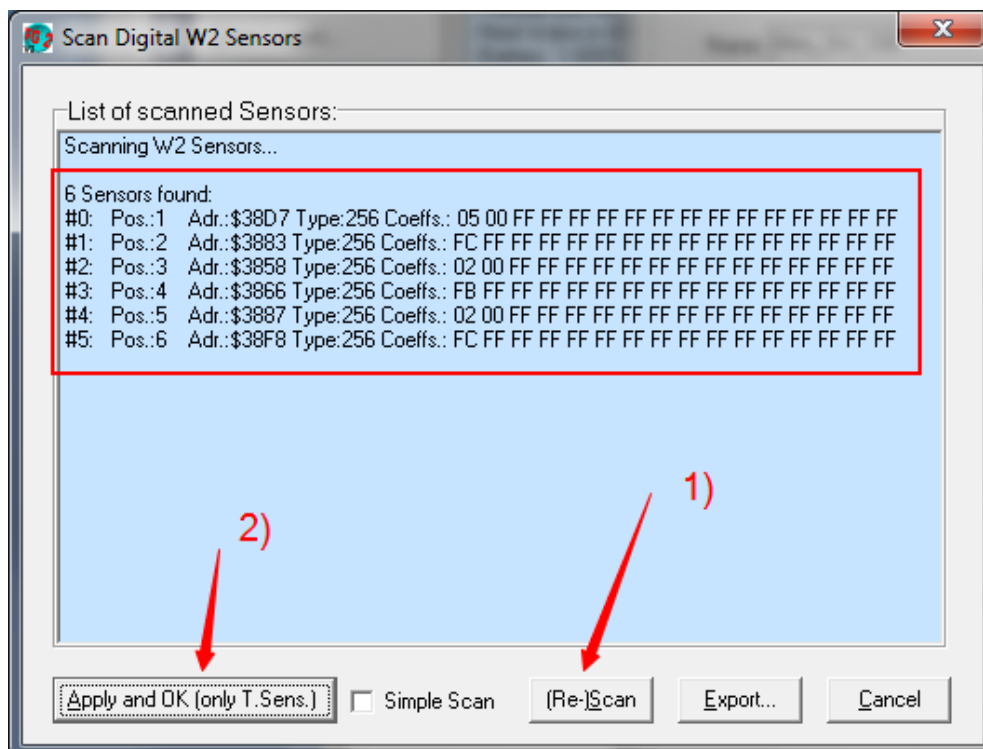 Scan Digital W2 Sensors
List of scanned Sensors:
Scanning W2 Sensors...
6 Sensors found:
#0: Pos.:1 Adr.:$38D7 Type:256 Coeffs.: 05 00 FF FF FF FF FF FF FF FF FF FF FF FF FF FF
#1: Pos.:2 Adr.:$3883 Type:256 Coeffs.: FC FF FF FF FF FF FF FF FF FF FF FF FF FF FF FF
#2: Pos.:3 Adr.:$3858 Type:256 Coeffs.: 02 00 FF FF FF FF FF FF FF FF FF FF FF FF FF FF
#3: Pos.:4 Adr.:$3866 Type:256 Coeffs.: FB FF FF FF FF FF FF FF FF FF FF FF FF FF FF FF
#4: Pos.:5 Adr.:$3887 Type:256 Coeffs.: 02 00 FF FF FF FF FF FF FF FF FF FF FF FF FF FF
#5: Pos.:6 Adr.:$38F8 Type:256 Coeffs.: FC FF FF FF FF FF FF FF FF FF FF FF FF FF FF FF
1)
2)
Apply and OK (only T.Sens.) Simple Scan (Re-)Scan Export... Cancel